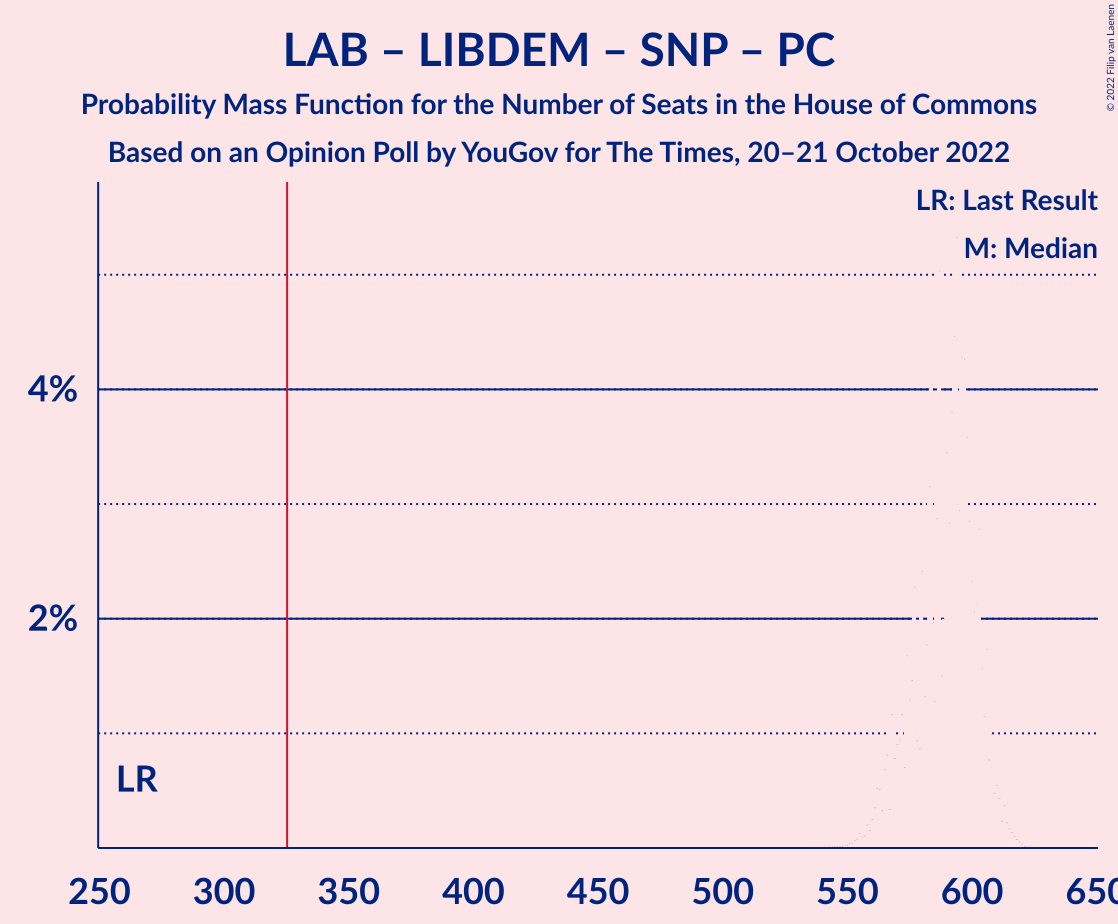 LAB – LIBDEM – SNP – PC
Probability Mass Function for the Number of Seats in the House of Commons
Based on an Opinion Poll by YouGov for The Times, 20–21 October 2022
© 2022 Filip van Laenen
LR: Last Result
M: Median
4%
2%
LR
250 300 350 400 450 500 550 600 650